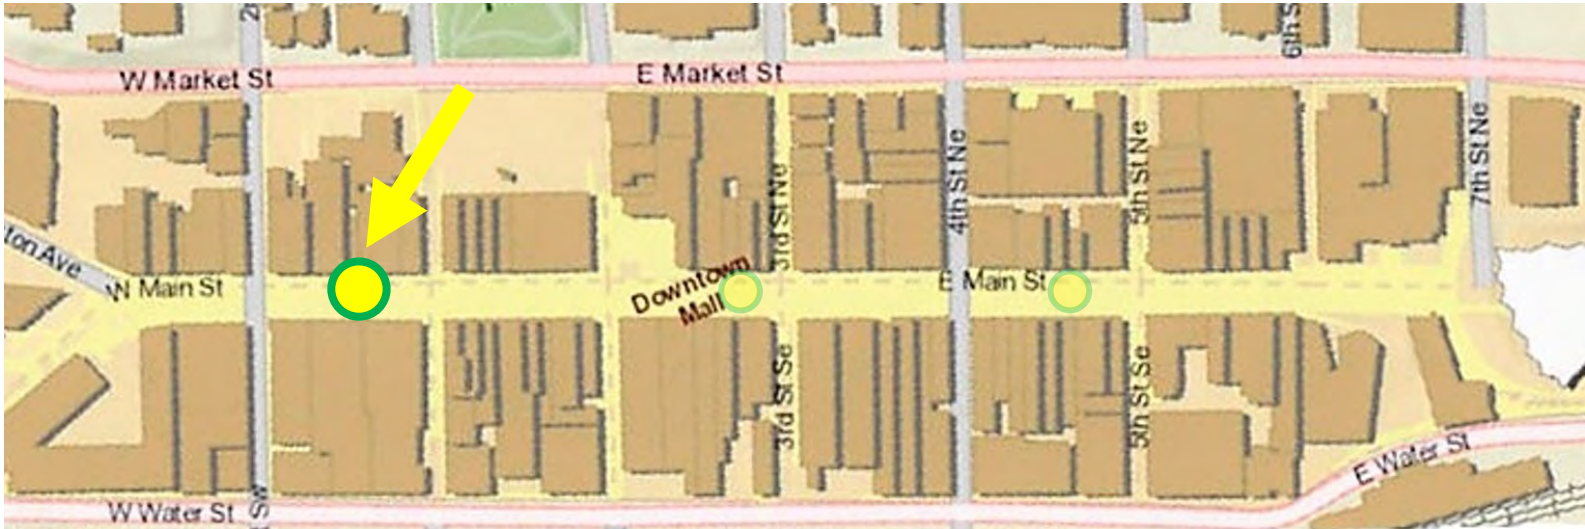 6th S
W Market St
E Market St
3rd St Ne
4th St Ne
5th St Ne
7th St Ne
ton Ave
W Main St
Downtown
Mall
E Main St
3rd St Se
5th St Se
E Water St
W Water St